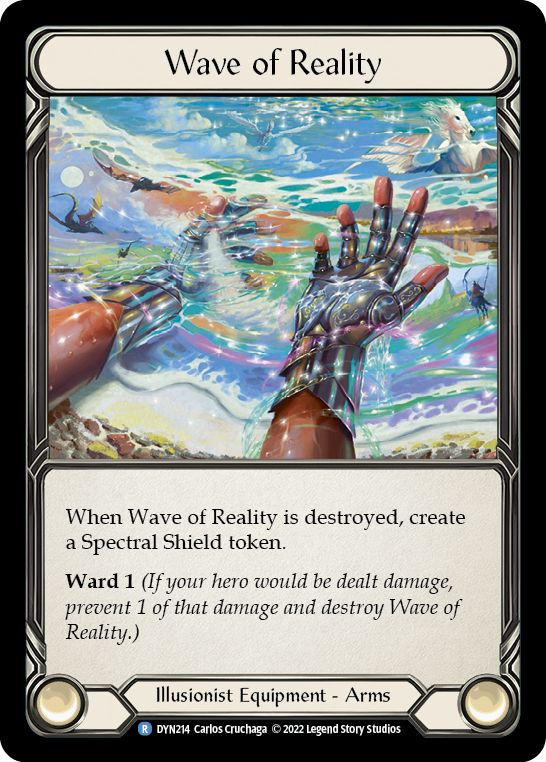 Wave of Reality
When Wave of Reality is destroyed, create
a Spectral Shield token.
Ward 1 (If your hero would be dealt damage,
prevent 1 of that damage and destroy Wave of
Reality.)
Illusionist Equipment - Arms
R DYN214 Carlos Cruchaga © 2022 Legend Story Studios